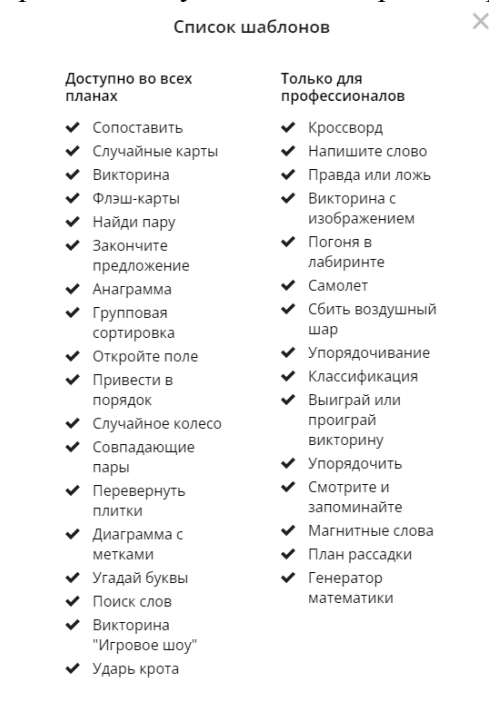 Список шаблонов
Доступно во всех
планах
Сопоставить
Случайные карты
Викторина
Флэш-карты
Найди пару
Закончите
предложение
Анаграмма
Групповая
сортировка
Откройте поле
Привести в
порядок
Случайное колесо
Совпадающие
пары
Перевернуть
плитки
Диаграмма с
метками
Угадай буквы
Поиск слов
Викторина
"Игровое шоу"
Ударь крота
Только для
профессионалов
Кроссворд
Напишите слово
Правда или ложь
Викторина с
изображением
Погоня в
лабиринте
Самолет
Сбить воздушный
шар
Упорядочивание
Классификация
Выиграй или
проиграй
викторину
Упорядочить
Смотрите и
запоминайте
Магнитные слова
План рассадки
Генератор
математики